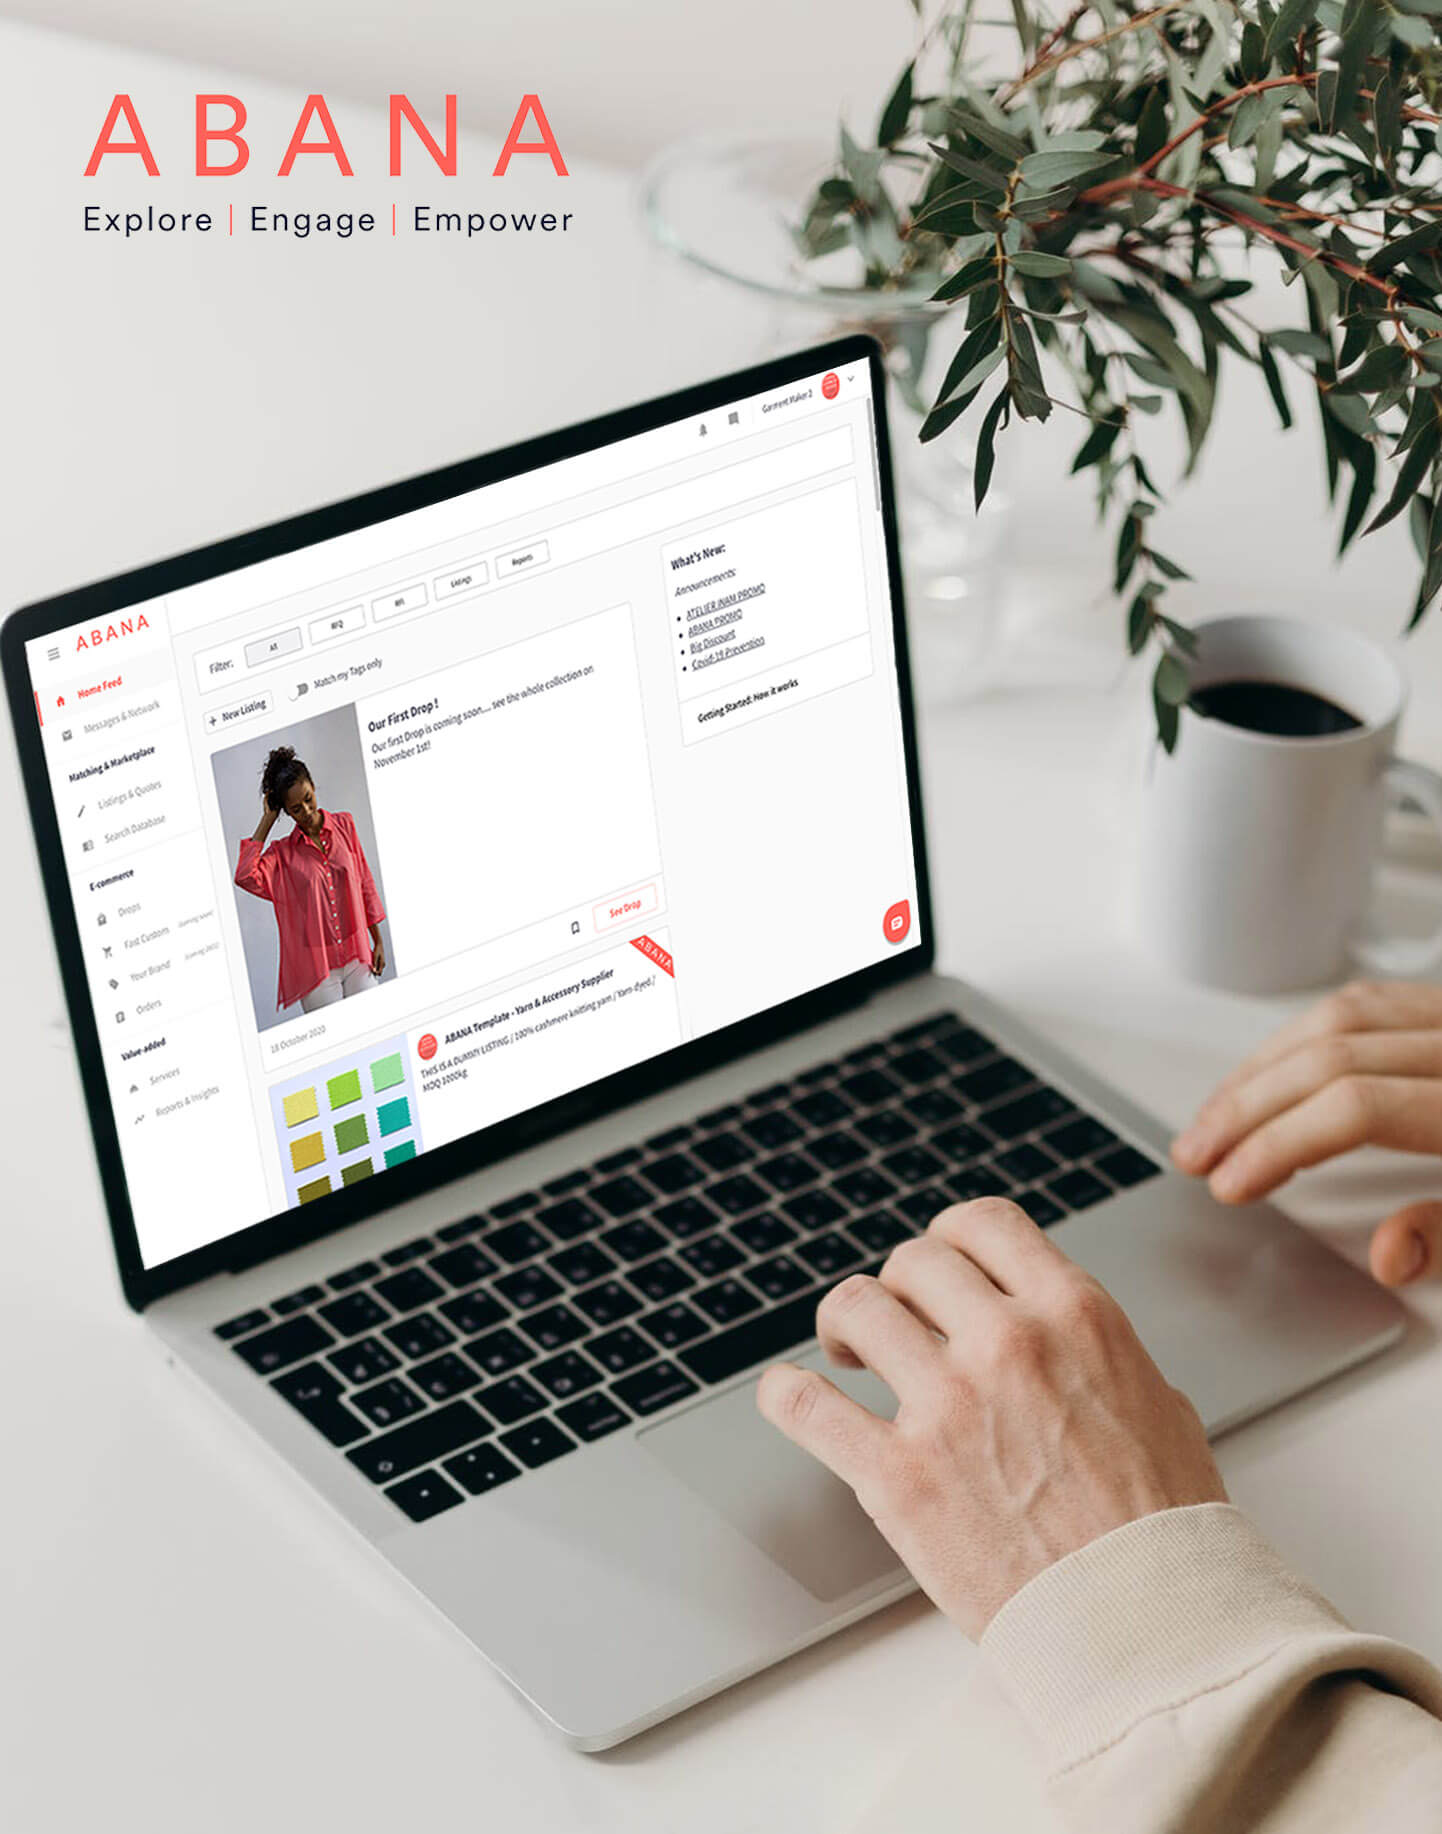 ABANA
Explore | Engage | Empower
Garment Maker 2
ABANA
Home Feed
Messages & Network
Matching & Marketplace
Listings & Quotes
Search Database
E-commerce
Drops
Fast Custom
Your Brand
Orders
Value-added
Services
Reports & Insights
Filter:
All
RFQ
RFI
Listings
Reports
+ New Listing
Match my Tags only
Our First Drop !
Our first Drop is coming soon.... see the whole collection on
November 1st!
See Drop
18 October 2020
ABANA
ABANA Template - Yarn & Accessory Supplier
THIS IS A DUMMY LISTING / 100% cashmere knitting yarn / Yarn-dyed /
MOQ 1000kg
What's New:
Announcements:
ATELIER INAM PROMO
ABANA PROMO
Big Discount
Covid-19 Prevention
Getting Started: How it works